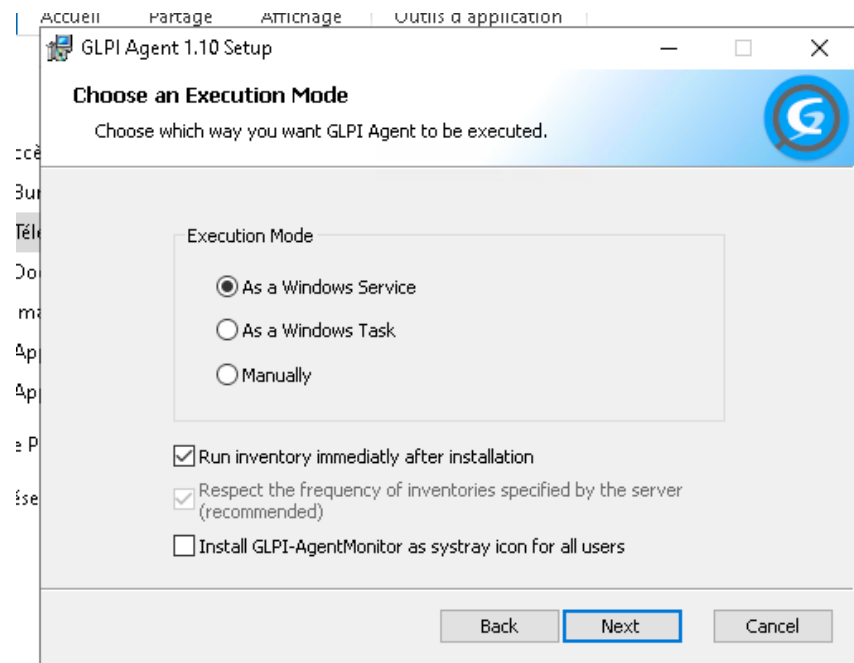 Accueil Partage Affichage Outils d'application
GLPI Agent 1.10 Setup
Choose an Execution Mode
Choose which way you want GLPI Agent to be executed.
Execution Mode
As a Windows Service
As a Windows Task
Manually
Run inventory immediatly after installation
Respect the frequency of inventories specified by the server
(recommended)
Install GLPI-AgentMonitor as systray icon for all users
Back Next Cancel